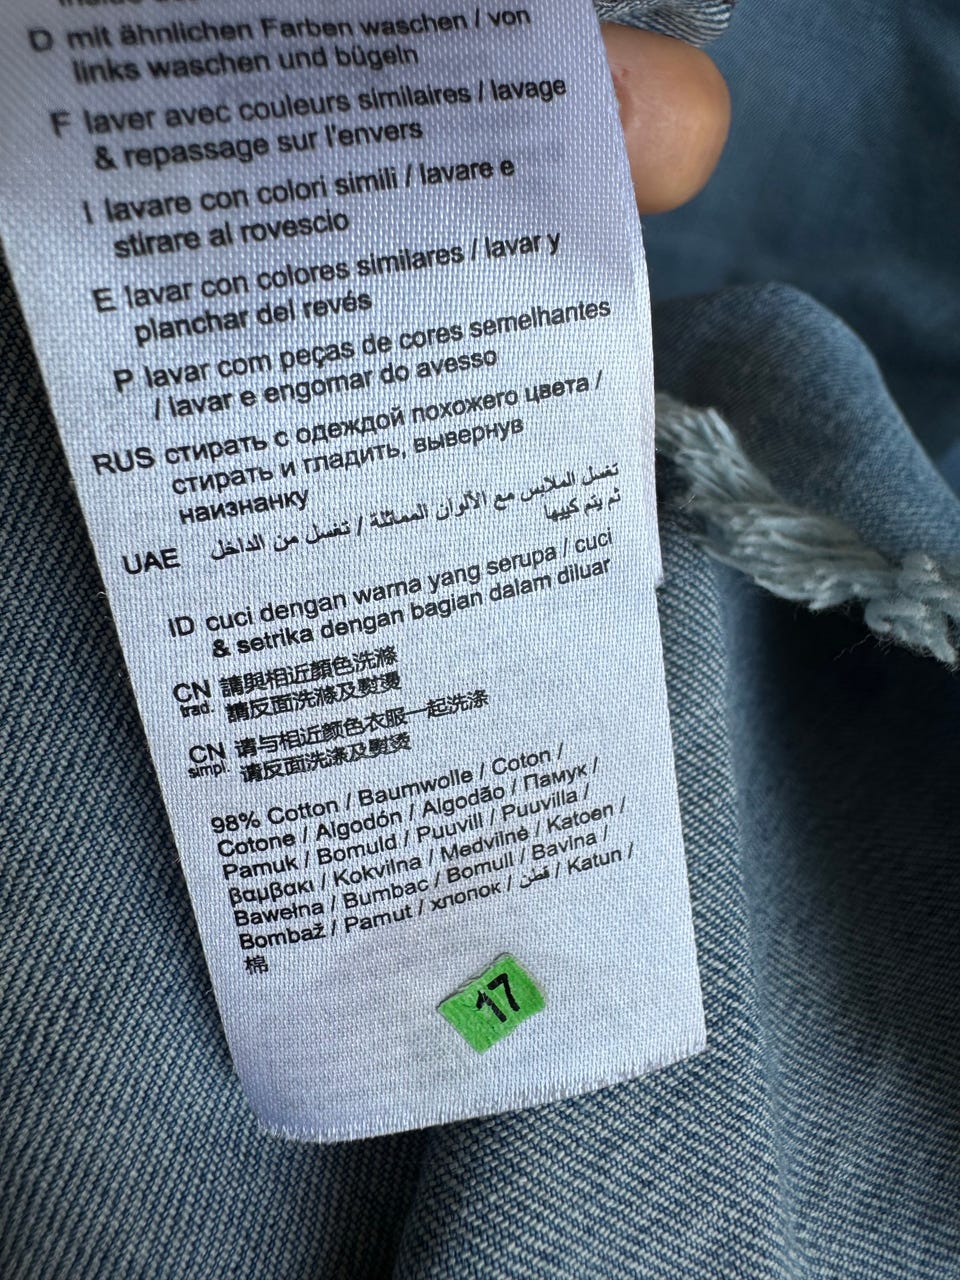 D mit ähnlichen Farben waschen / von
links waschen und bügeln
F laver avec couleurs similaires / lavage
& repassage sur l'envers
I lavare con colori simili / lavare e
stirare al rovescio
E lavar con colores similares / lavar y
planchar del revés
P lavar com peças de cores semelhantes
/ lavar e engomar do avesso
RUS стирать с одеждой похожего цвета /
стирать и гладить, вывернув
наизнанку
UAE تغسل الملابس مع الألوان المماثلة / تغسل من الداخل
ثم يتم كيها
ID cuci dengan warna yang serupa / cuci
& setrika dengan bagian dalam diluar
CN trad. 請與相近顏色洗滌
請反面洗滌及熨燙
CN simpl. 请与相近颜色衣服一起洗涤
请反面洗涤及熨烫
98% Cotton / Baumwolle / Coton /
Cotone / Algodón / Algodão / Памук /
Pamuk / Bomuld / Puuvill / Puuvilla /
βαμβακι / Kokvilna / Medvilnė / Katoen /
Bawełna / Bumbac / Bomull / Bavlna /
Bombaž / Pamut / хлопок / قطن / Katun /
棉
17